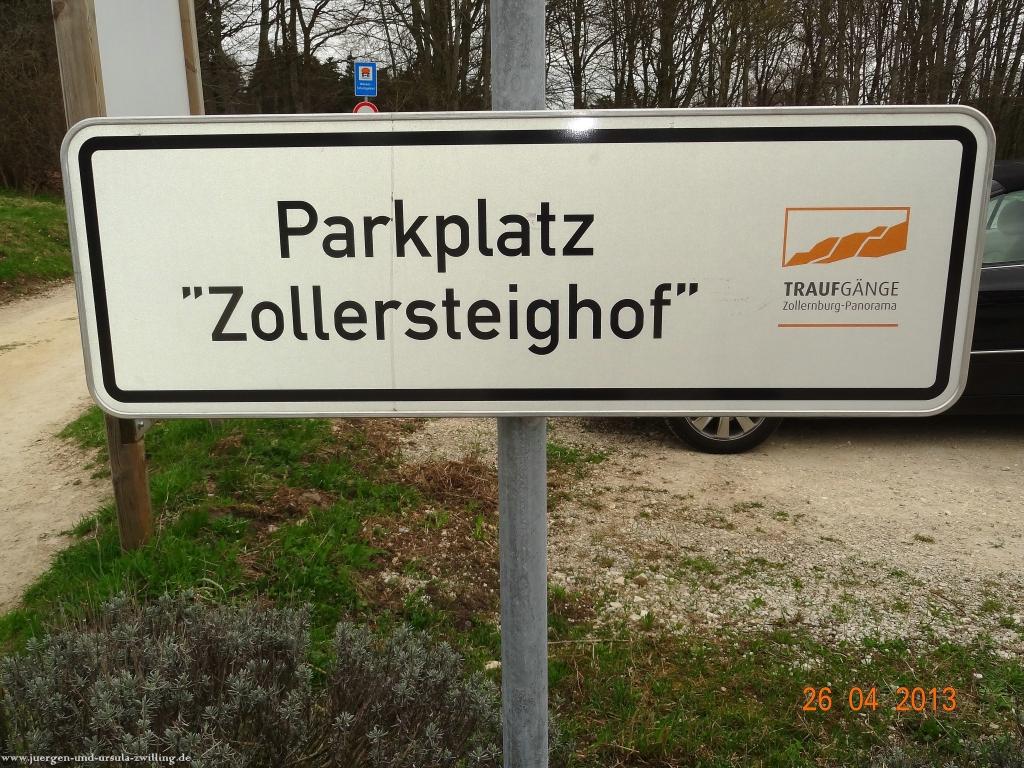 Parkplatz
"Zollersteighof"
TRAUFGÄNGE
Zollernburg-Panorama
26 04 2013
www.juergen-und-ursula-zwilling.de